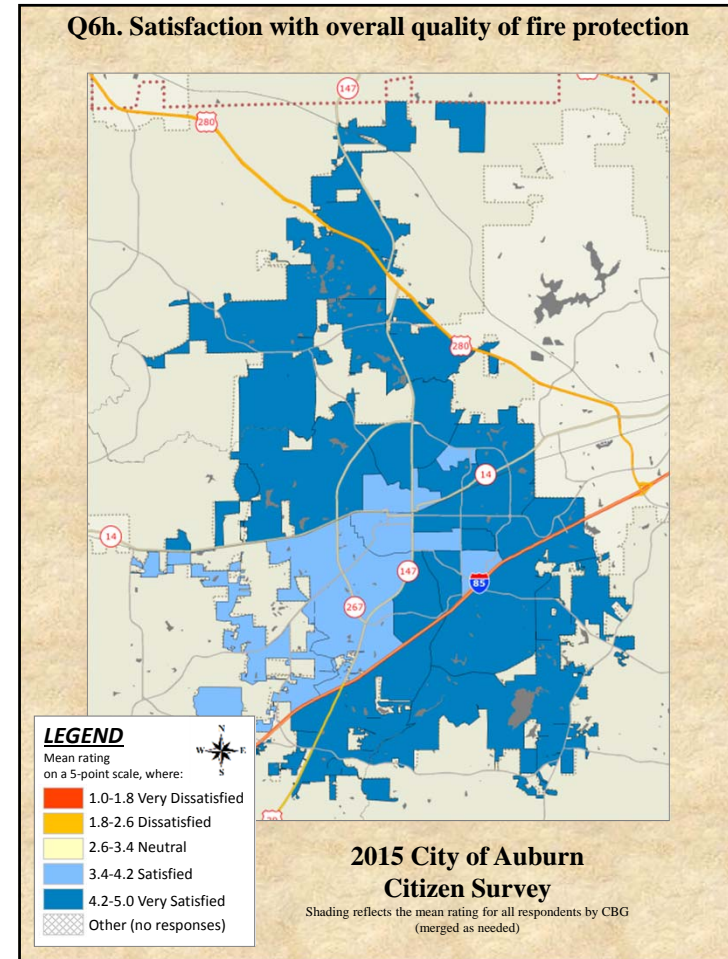 Q6h. Satisfaction with overall quality of fire protection
147
280
280
14
14
147
85
267
LEGEND
Mean rating
on a 5-point scale, where:
N
W E
S
1.0-1.8 Very Dissatisfied
1.8-2.6 Dissatisfied
2.6-3.4 Neutral
3.4-4.2 Satisfied
4.2-5.0 Very Satisfied
Other (no responses)
2015 City of Auburn
Citizen Survey
Shading reflects the mean rating for all respondents by CBG
(merged as needed)